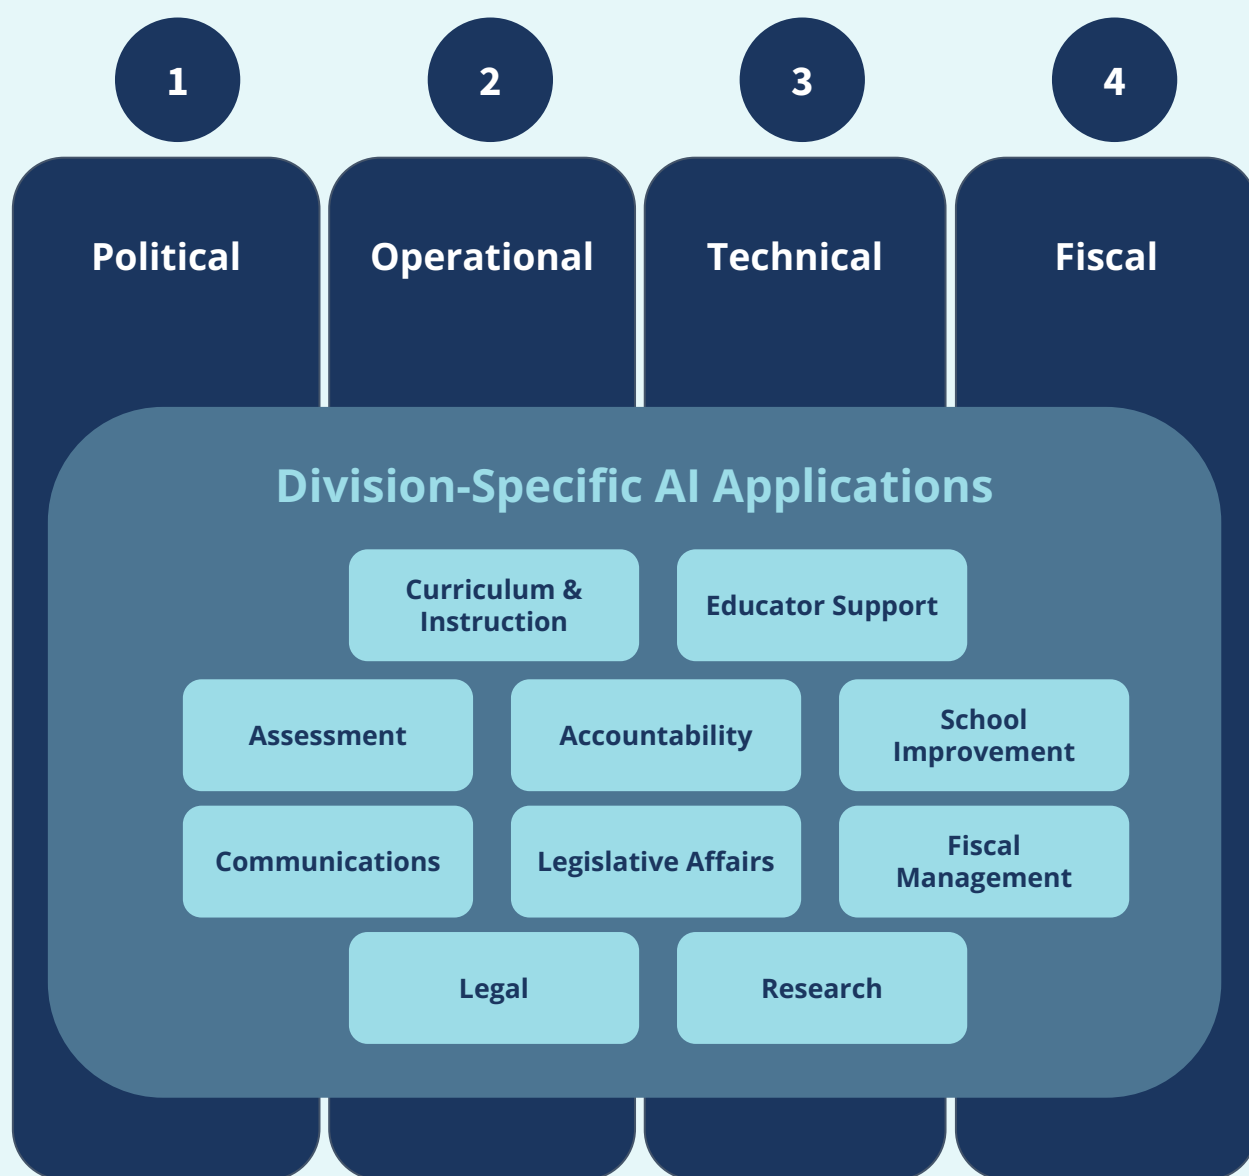 1
2
3
4
Political
Operational
Technical
Fiscal
Division-Specific AI Applications
Curriculum &
Instruction
Educator Support
Assessment
Accountability
School
Improvement
Communications
Legislative Affairs
Fiscal
Management
Legal
Research